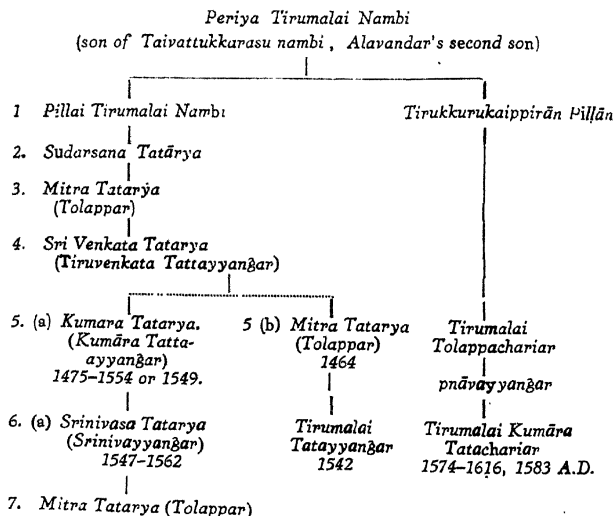 Periya Tirumalai Nambi
(son of Taivattukkarasu nambi, Alavandar's second son)
1 Pillai Tirumalai Nambi
Tirukkurukaippirān Piḷḷān
2. Sudarsana Tatārya
3. Mitra Tatarya
(Tolappar)
4. Sri Venkata Tatarya
(Tiruvenkata Tattayyangar)
5. (a) Kumara Tatarya.
(Kumāra Tatta-
ayyangar)
1475-1554 or 1549.
5 (b) Mitra Tatarya
(Tolappar)
1464
Tirumalai
Tolappachariar
pnāvayyangar
6. (a) Srinivasa Tatarya
(Srinivayyangar)
1547-1562
Tirumalai
Tatayyangar
1542
Tirumalai Kumāra
Tatachariar
1574-1616, 1583 A.D.
7. Mitra Tatarya (Tolappar)